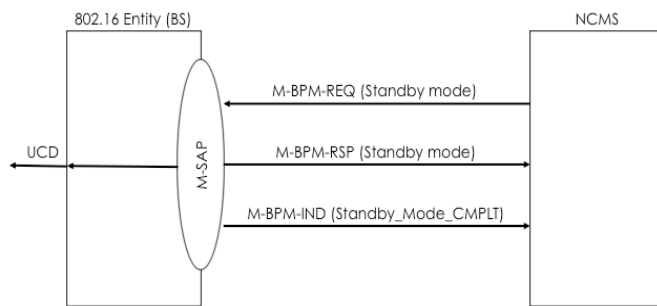 802.16 Entity (BS)
NCMS
M-BPM-REQ (Standby mode)
UCD
M-SAP
M-BPM-RSP (Standby mode)
M-BPM-IND (Standby_Mode_CMPLT)